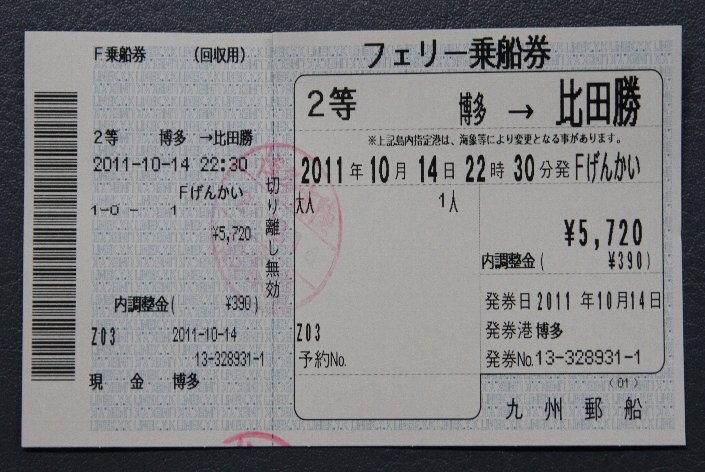 F乗船券 (回収用)
2等 博多 →比田勝
2011-10-14 22:30
Fげんかい
1-0- 1
¥5,720
内調整金( ¥390)
Z03 2011-10-14
13-328931-1
現 金 博多
切り離し無効
フェリー乗船券
2等 博多 → 比田勝
※上記島内指定港は、海象等により変更となる事があります。
2011年10月14日22時30分発Fげんかい
大人 1人
¥5,720
内調整金( ¥390)
発券日2011年10月14日
Z03 発券港博多
予約No. 発券No.13-328931-1
(01)
九州郵船